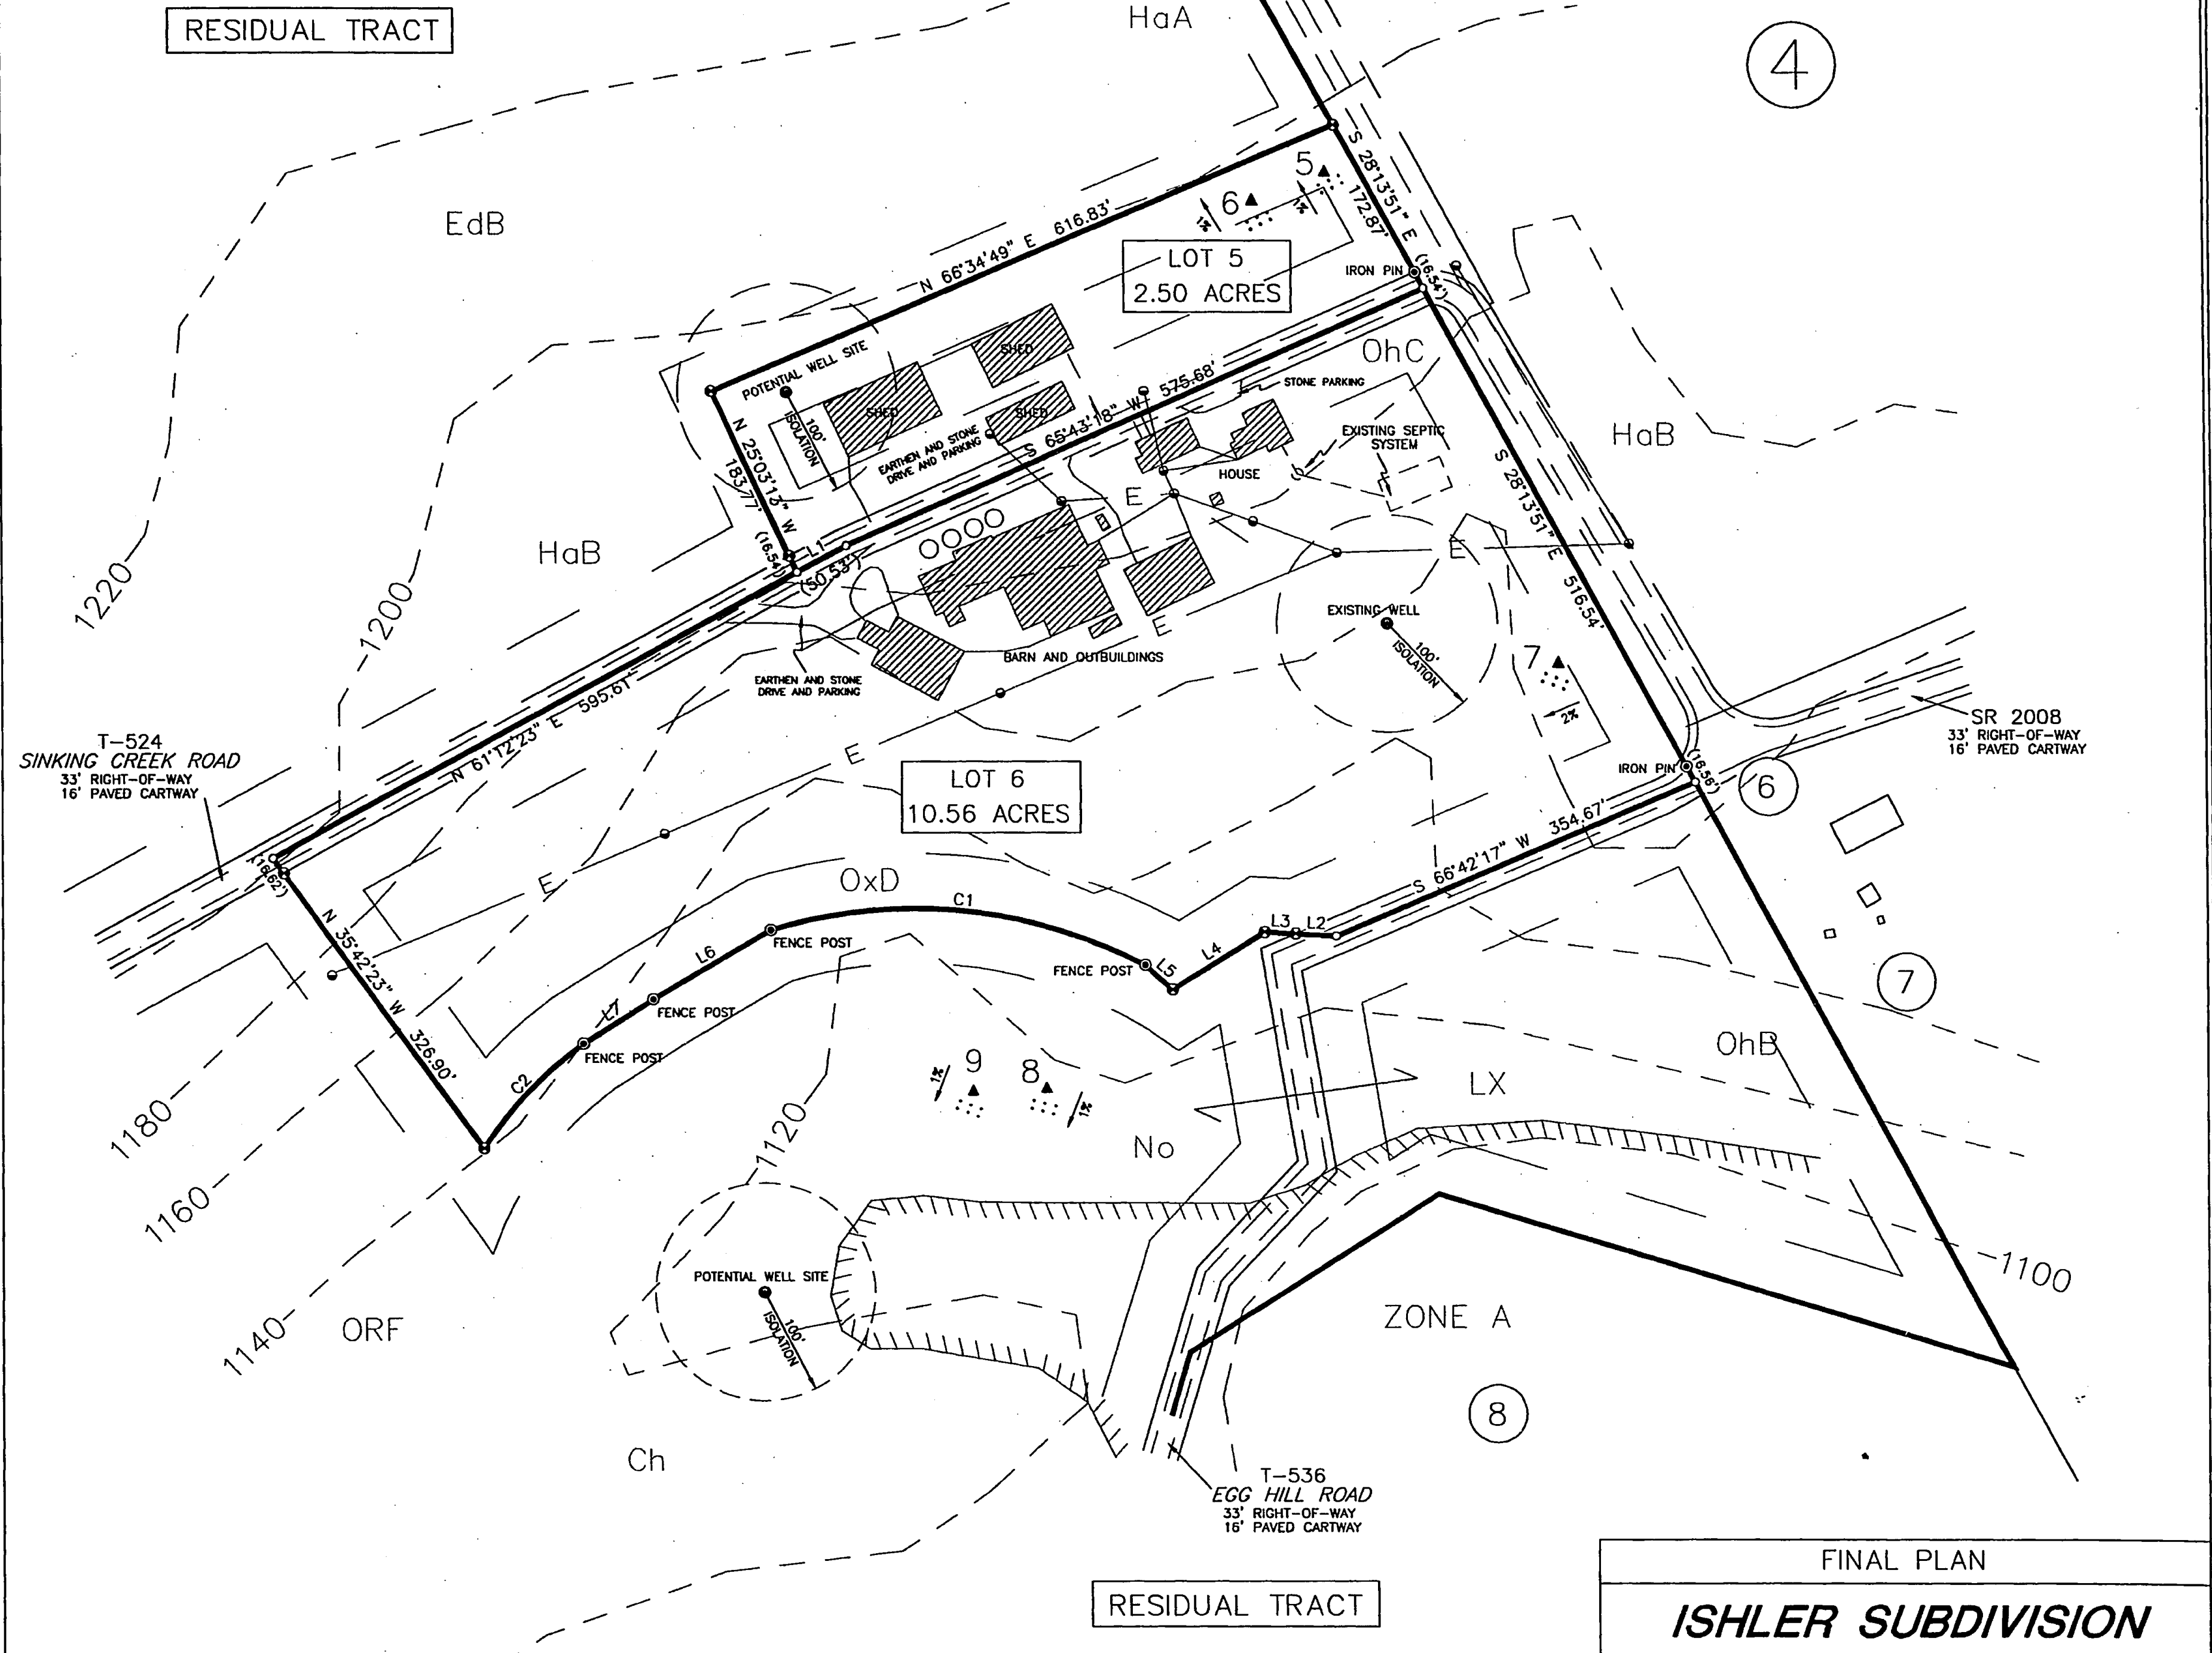 RESIDUAL TRACT
HaA
4
EdB
S 28°13'51" E
172.87'
5
6
1%
1%
N 66°34'49" E 616.83'
LOT 5
2.50 ACRES
IRON PIN
(16.54')
OhC
POTENTIAL WELL SITE
100'
ISOLATION
SHED
SHED
SHED
STONE PARKING
S 65°43'18" W 575.68'
EARTHEN AND STONE
DRIVE AND PARKING
EXISTING SEPTIC
SYSTEM
HOUSE
HaB
N 25°03'13" W
183.77'
(16.54')
L1
(50.53')
E
E
E
E
E
S 28°13'51" E 516.54'
HaB
1220
1200
EXISTING WELL
100'
ISOLATION
BARN AND OUTBUILDINGS
EARTHEN AND STONE
DRIVE AND PARKING
7
2%
N 61°12'23" E 595.61'
T-524
SINKING CREEK ROAD
33' RIGHT-OF-WAY
16' PAVED CARTWAY
SR 2008
33' RIGHT-OF-WAY
16' PAVED CARTWAY
IRON PIN
(16.56')
6
LOT 6
10.56 ACRES
354.67'
S 66°42'17" W
(16.62')
OxD
C1
L3
L2
L4
L5
L6
L7
C2
FENCE POST
FENCE POST
FENCE POST
FENCE POST
N 35°42'23" W 326.90'
7
OhB
LX
9
8
1%
1%
No
1180
1160
1140
1120
1100
POTENTIAL WELL SITE
100'
ISOLATION
ORF
ZONE A
8
Ch
T-536
EGG HILL ROAD
33' RIGHT-OF-WAY
16' PAVED CARTWAY
RESIDUAL TRACT
FINAL PLAN
ISHLER SUBDIVISION